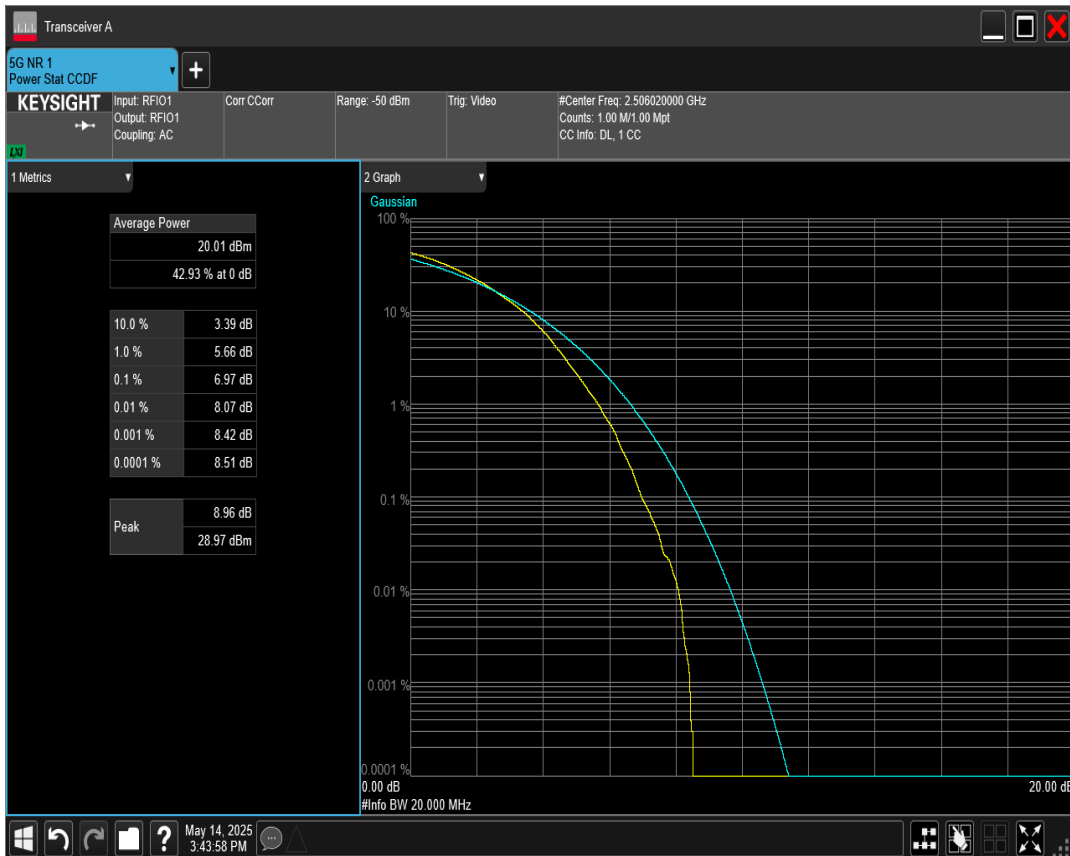 Transceiver A
5G NR 1
Power Stat CCDF
KEYSIGHT
LXI
Input: RFIO1
Output: RFIO1
Coupling: AC
Corr CCorr
Range: -50 dBm
Trig: Video
#Center Freq: 2.506020000 GHz
Counts: 1.00 M/1.00 Mpt
CC Info: DL, 1 CC
1 Metrics
Average Power
20.01 dBm
42.93 % at 0 dB
10.0 % 3.39 dB
1.0 % 5.66 dB
0.1 % 6.97 dB
0.01 % 8.07 dB
0.001 % 8.42 dB
0.0001 % 8.51 dB
Peak
8.96 dB
28.97 dBm
2 Graph
Gaussian
100 %
10 %
1 %
0.1 %
0.01 %
0.001 %
0.0001 %
0.00 dB 20.00 dB
#Info BW 20.000 MHz
May 14, 2025
3:43:58 PM